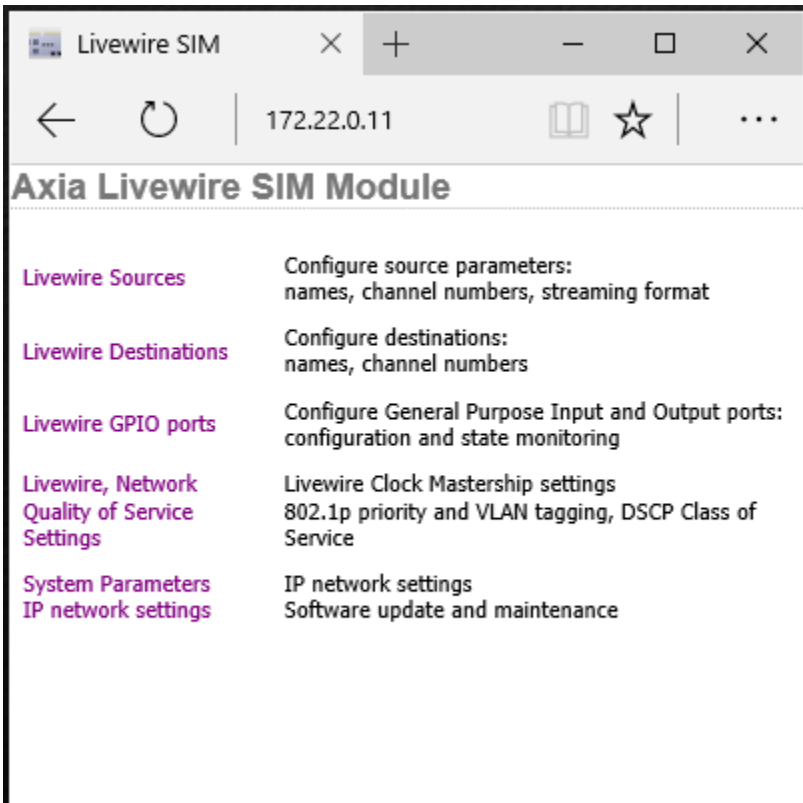 Livewire SIM
172.22.0.11
Axia Livewire SIM Module
Livewire Sources
Configure source parameters:
names, channel numbers, streaming format
Livewire Destinations
Configure destinations:
names, channel numbers
Livewire GPIO ports
Configure General Purpose Input and Output ports:
configuration and state monitoring
Livewire, Network
Quality of Service
Settings
Livewire Clock Mastership settings
802.1p priority and VLAN tagging, DSCP Class of
Service
System Parameters
IP network settings
IP network settings
Software update and maintenance